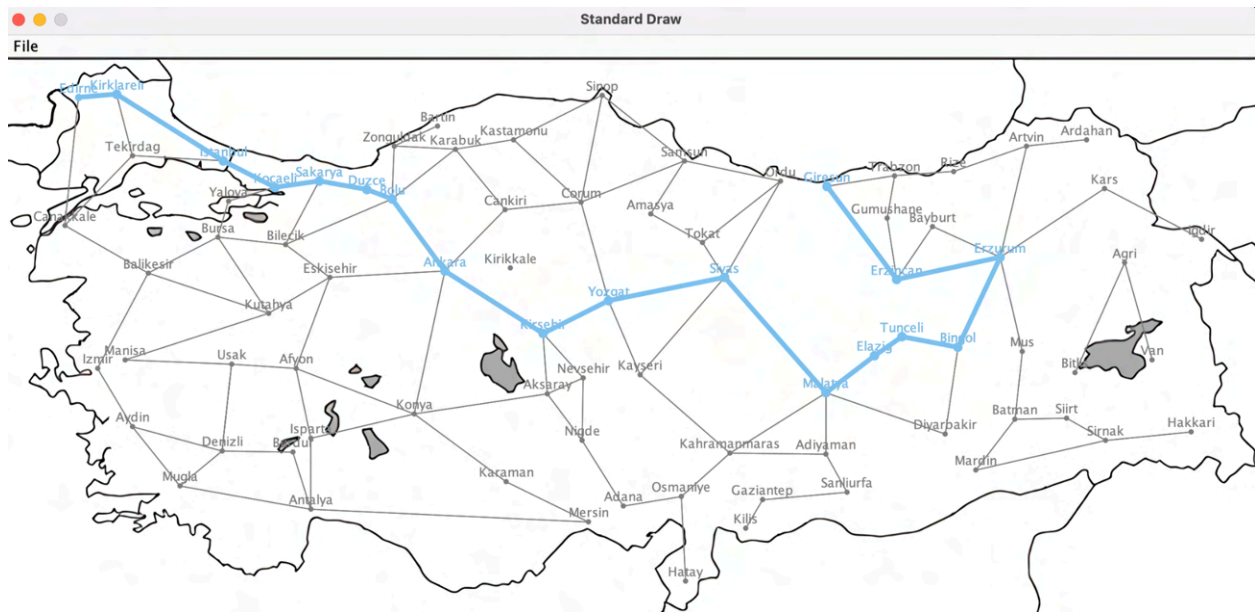 Standard Draw
File
Sinop
Edirne
Kirklareli
Bartin
Kastamonu
Zonguldak
Karabuk
Artvin
Ardahan
Tekirdag
Istanbul
Samsun
Rize
Trabzon
Ordu
Giresun
Sakarya
Kocaeli
Duzce
Bolu
Yalova
Corum
Cankiri
Kars
Amasya
Gumushane
Bayburt
Canakkale
Bursa
Bilecik
Tokat
Igdir
Erzurum
Agri
Balikesir
Eskisehir
Ankara
Kirikkale
Sivas
Erzincan
Kutahya
Yozgat
Kirsehir
Tunceli
Bingol
Elazig
Mus
Van
Izmir
Manisa
Usak
Afyon
Nevsehir
Kayseri
Aksaray
Malatya
Konya
Aydin
Batman
Siirt
Diyarbakir
Hakkari
Isparta
Denizli
Nigde
Kahramanmaras
Adiyaman
Sirnak
Mardin
Mugla
Karaman
Antalya
Adana
Osmaniye
Gaziantep
Sanliurfa
Mersin
Kilis
Hatay